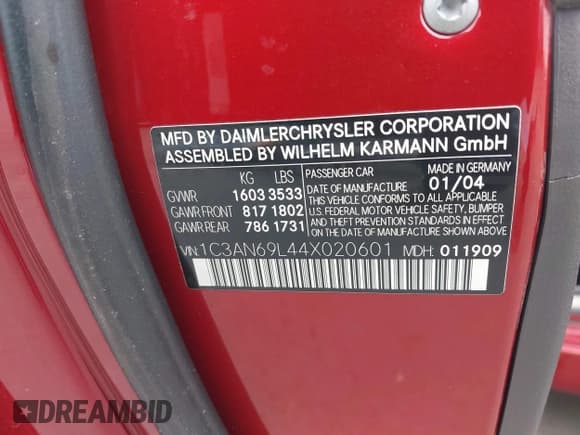 MFD BY DAIMLERCHRYSLER CORPORATION
ASSEMBLED BY WILHELM KARMANN GmbH
KG LBS
GVWR 1603 3533
GAWR FRONT 817 1802
GAWR REAR 786 1731
PASSENGER CAR MADE IN GERMANY
DATE OF MANUFACTURE 01/04
THIS VEHICLE CONFORMS TO ALL APPLICABLE
U.S. FEDERAL MOTOR VEHICLE SAFETY, BUMPER
AND THEFT PREVENTION STANDARDS IN EFFECT
ON THE DATE OF MANUFACTURE SHOWN ABOVE.
VIN: 1C3AN69L44X020601 MDH: 011909
DREAMBID